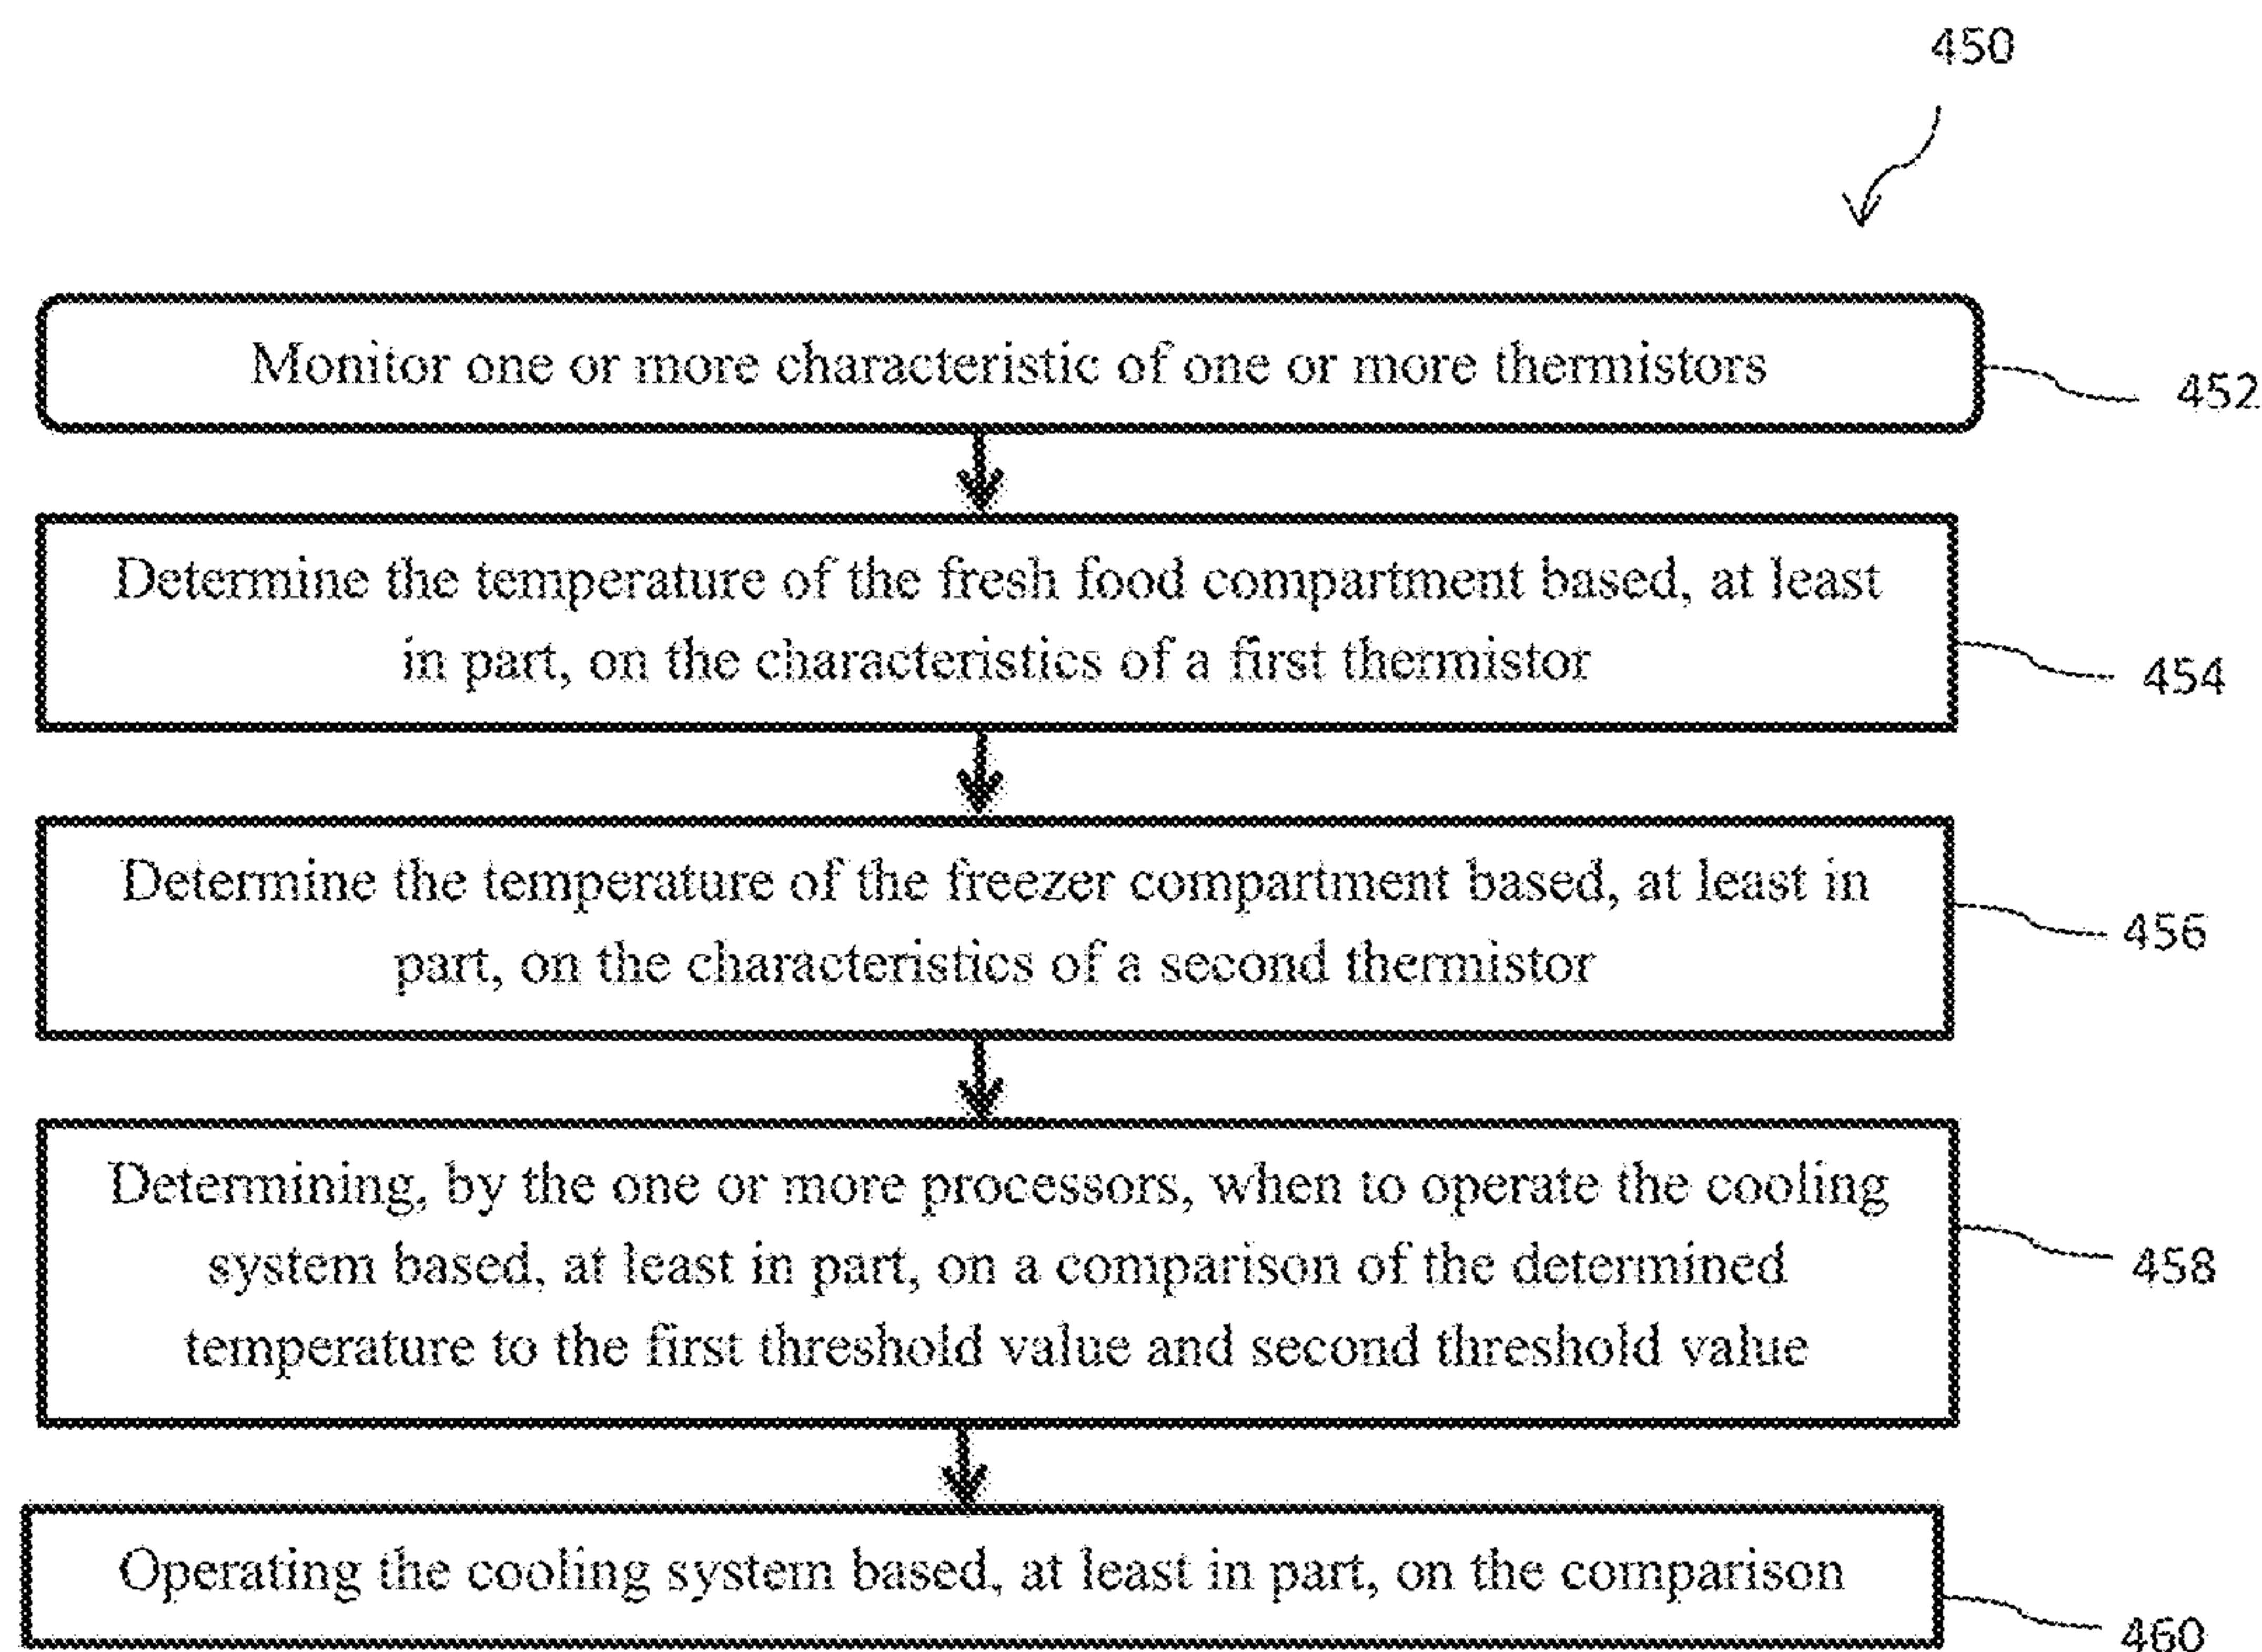 450
Monitor one or more characteristic of one or more thermistors
452
Determine the temperature of the fresh food compartment based, at least
in part, on the characteristics of a first thermistor
454
Determine the temperature of the freezer compartment based, at least in
part, on the characteristics of a second thermistor
456
Determining, by the one or more processors, when to operate the cooling
system based, at least in part, on a comparison of the determined
temperature to the first threshold value and second threshold value
458
Operating the cooling system based, at least in part, on the comparison
460